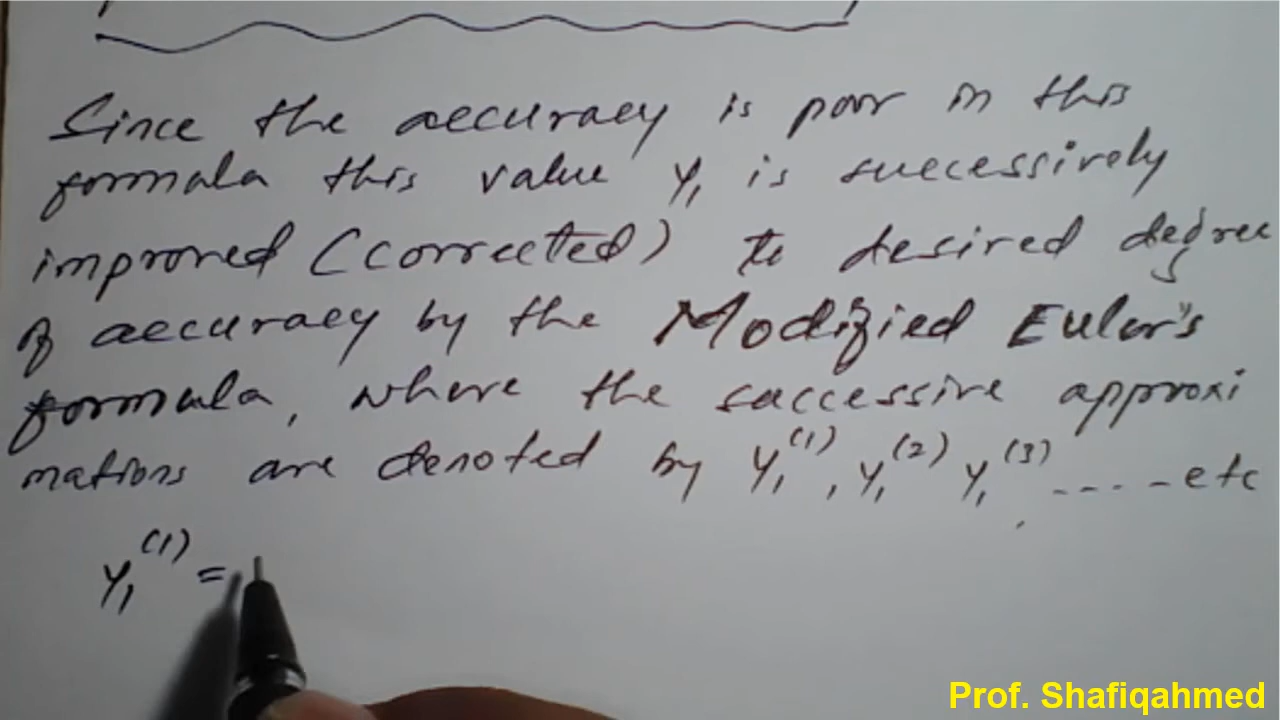 Since the accuracy is poor in this
formula this value y₁ is successively
improved (corrected) to desired degree
of accuracy by the Modified Euler's
formula, where the successive approxi
mations are denoted by y₁⁽¹⁾, y₁⁽²⁾ y₁⁽³⁾ ----- etc
y₁⁽¹⁾ =
Prof. Shafiqahmed